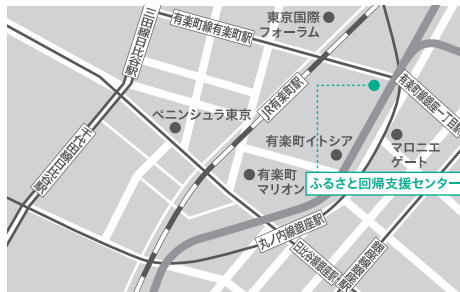 東京国際
フォーラム
三田線日比谷駅
有楽町線有楽町駅
JR有楽町駅
有楽町線銀座一丁目駅
ペニンシュラ東京
千代田線日比谷駅
有楽町イトシア
マロニエ
ゲート
有楽町
マリオン
ふるさと回帰支援センター
丸ノ内線銀座駅
日比谷線銀座駅
銀座線銀座駅